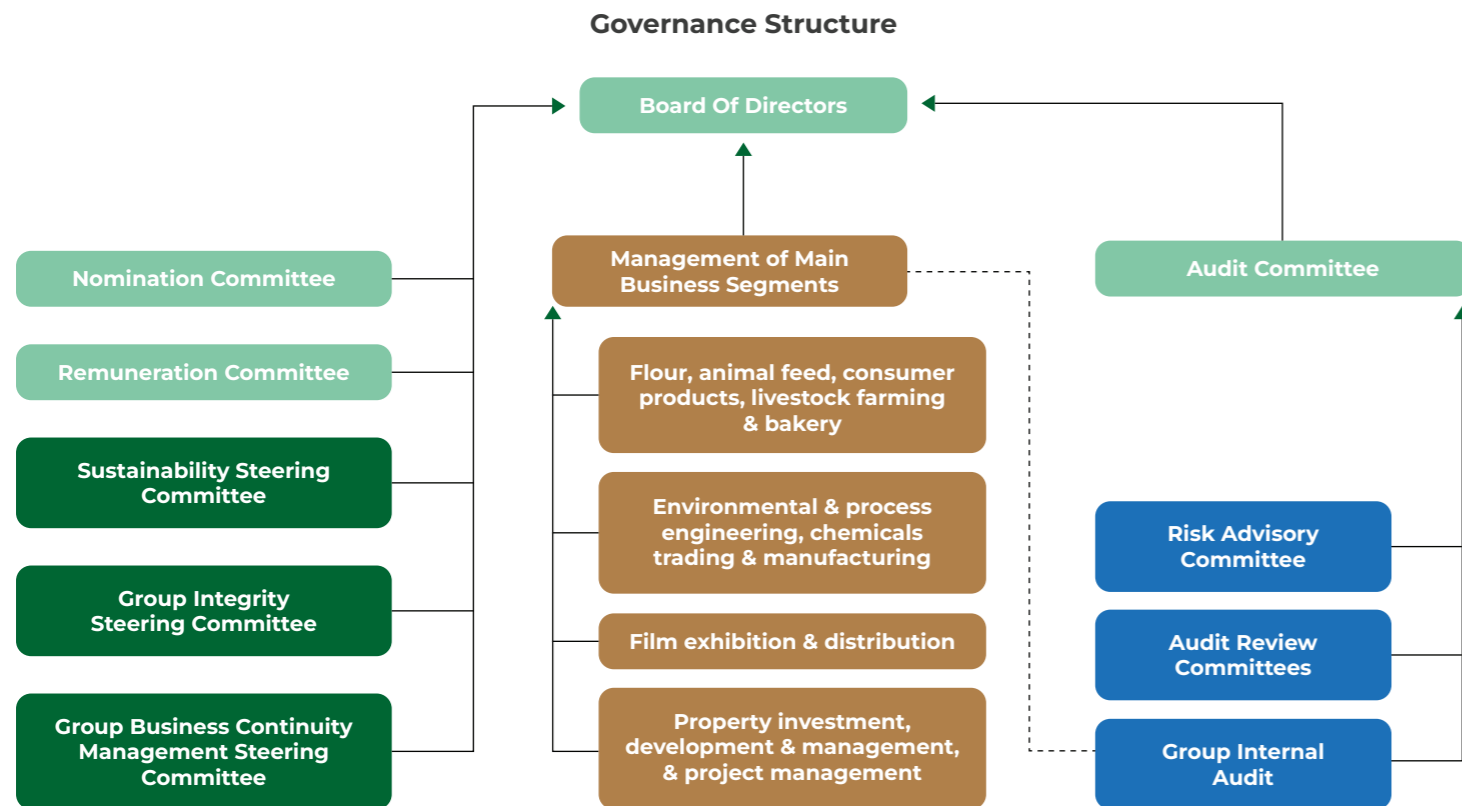 Governance Structure
Board Of Directors
Nomination Committee
Remuneration Committee
Sustainability Steering
Committee
Group Integrity
Steering Committee
Group Business Continuity
Management Steering
Committee
Management of Main
Business Segments
Flour, animal feed, consumer
products, livestock farming
& bakery
Environmental & process
engineering, chemicals
trading & manufacturing
Film exhibition & distribution
Property investment,
development & management,
& project management
Audit Committee
Risk Advisory
Committee
Audit Review
Committees
Group Internal
Audit